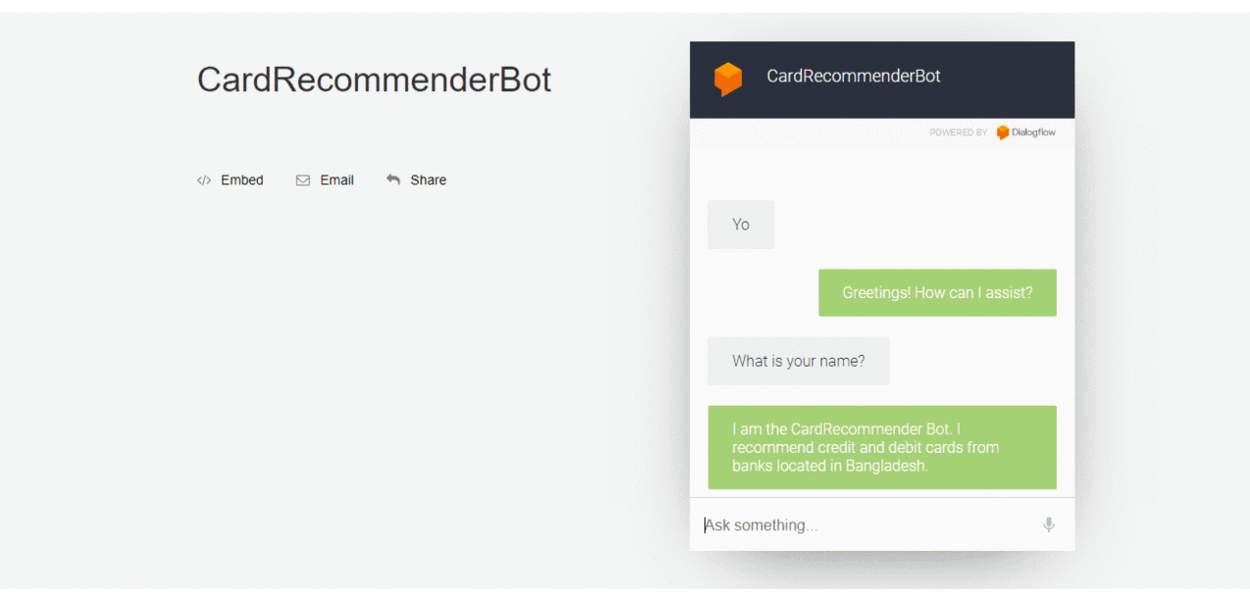 CardRecommenderBot
</> Embed Email Share
CardRecommenderBot
POWERED BY Dialogflow
Yo
Greetings! How can I assist?
What is your name?
I am the CardRecommender Bot. I
recommend credit and debit cards from
banks located in Bangladesh.
Ask something...